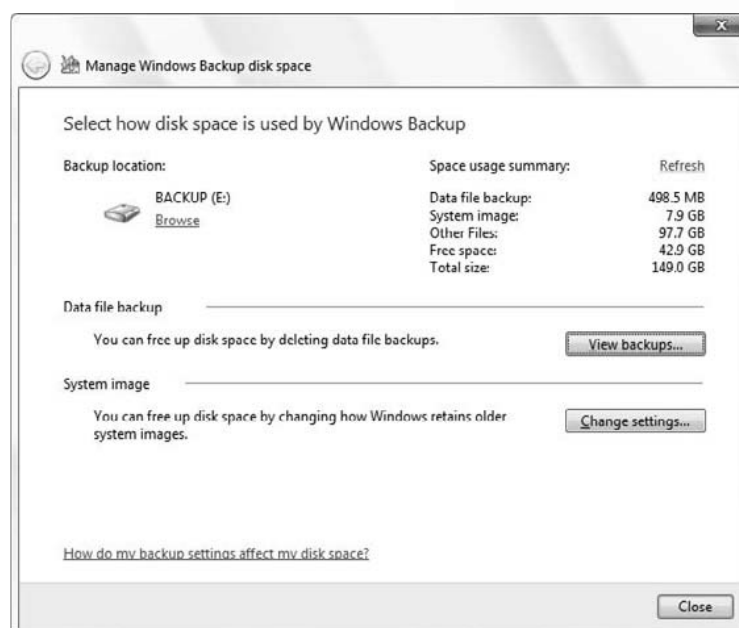 Manage Windows Backup disk space
Select how disk space is used by Windows Backup
Backup location:
BACKUP (E:)
Browse
Space usage summary: Refresh
Data file backup: 498.5 MB
System image: 7.9 GB
Other Files: 97.7 GB
Free space: 42.9 GB
Total size: 149.0 GB
Data file backup
You can free up disk space by deleting data file backups.
View backups...
System image
You can free up disk space by changing how Windows retains older
system images.
Change settings...
How do my backup settings affect my disk space?
Close